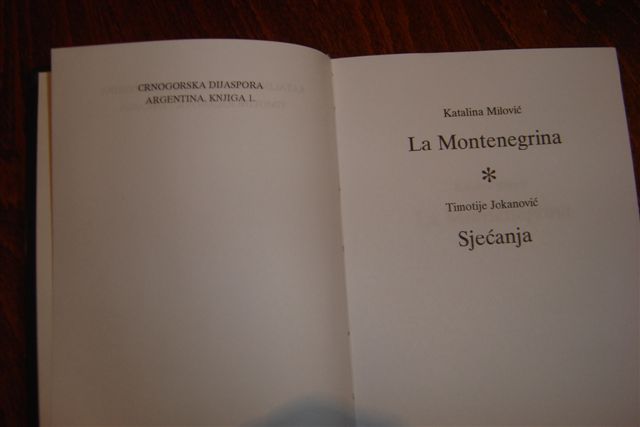 CRNOGORSKA DIJASPORA
ARGENTINA. KNJIGA 1.
Katalina Milović
La Montenegrina
*
Timotije Jokanović
Sjećanja